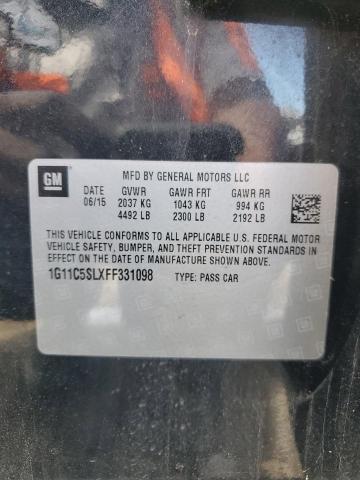 GM
MFD BY GENERAL MOTORS LLC
DATE GVWR GAWR FRT GAWR RR
06/15 2037 KG 1043 KG 994 KG
4492 LB 2300 LB 2192 LB
THIS VEHICLE CONFORMS TO ALL APPLICABLE U.S. FEDERAL MOTOR
VEHICLE SAFETY, BUMPER, AND THEFT PREVENTION STANDARDS IN
EFFECT ON THE DATE OF MANUFACTURE SHOWN ABOVE.
1G11C5SLXFF331098 TYPE: PASS CAR